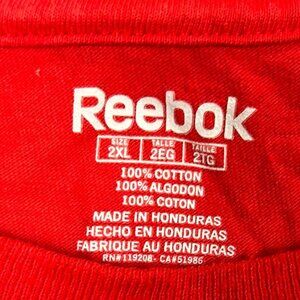 Reebok
SIZE TALLE TAILLE
2XL 2EG 2TG
100% COTTON
100% ALGODON
100% COTON
MADE IN HONDURAS
HECHO EN HONDURAS
FABRIQUE AU HONDURAS
RN#119208 - CA#51985